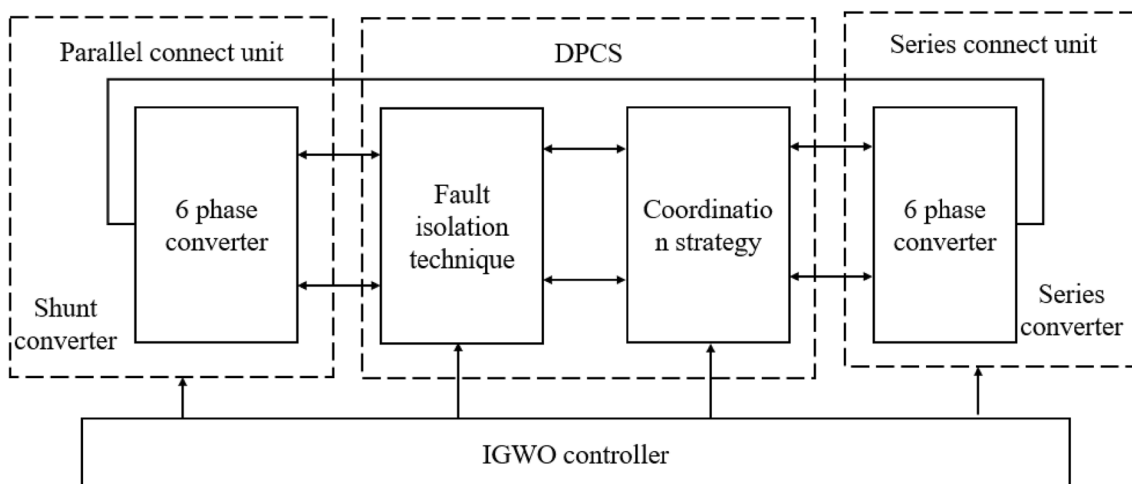 Parallel connect unit
DPCS
Series connect unit
6 phase
converter
Fault
isolation
technique
Coordinatio
n strategy
6 phase
converter
Shunt
converter
Series
converter
IGWO controller